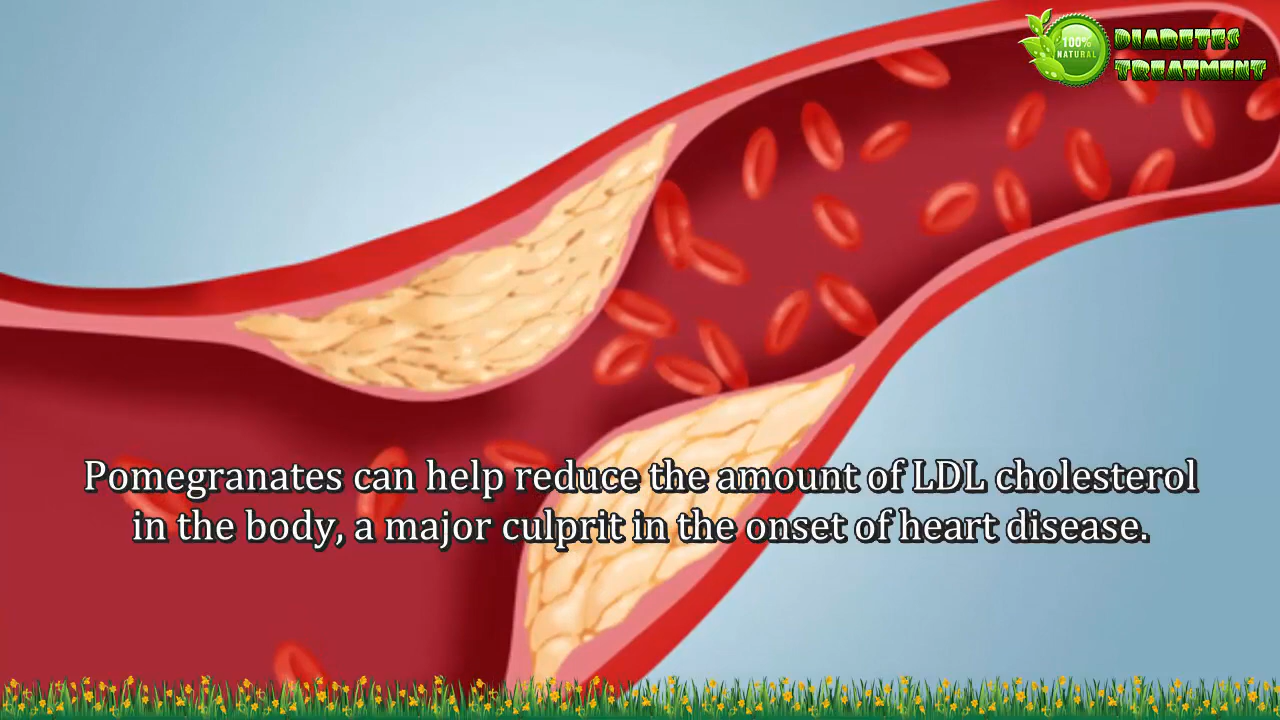 100%
NATURAL
DIABETES
TREATMENT
Pomegranates can help reduce the amount of LDL cholesterol
in the body, a major culprit in the onset of heart disease.